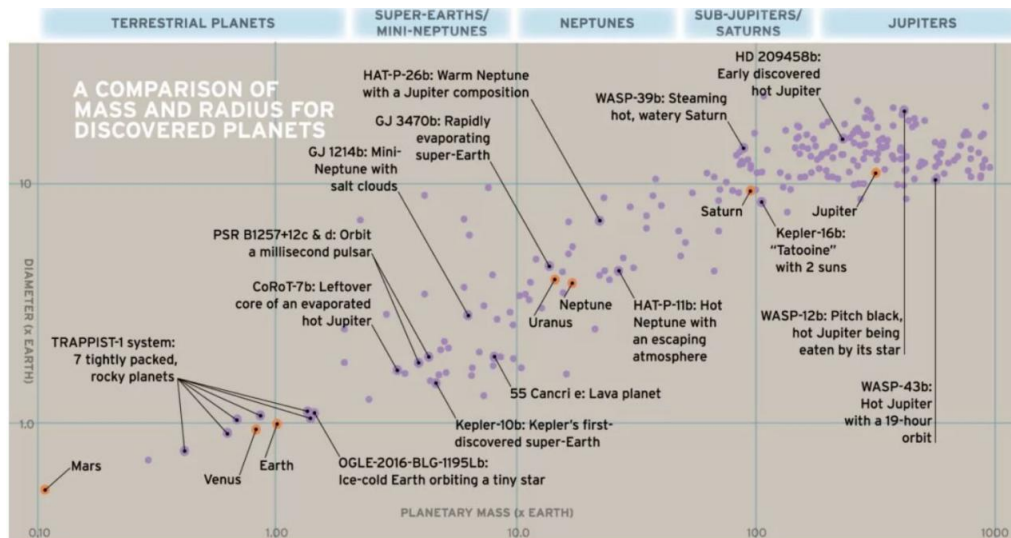 TERRESTRIAL PLANETS
SUPER-EARTHS/
MINI-NEPTUNES
NEPTUNES
SUB-JUPITERS/
SATURNS
JUPITERS
A COMPARISON OF
MASS AND RADIUS FOR
DISCOVERED PLANETS
HAT-P-26b: Warm Neptune
with a Jupiter composition
HD 209458b:
Early discovered
hot Jupiter
WASP-39b: Steaming
hot, watery Saturn
GJ 3470b: Rapidly
evaporating
super-Earth
GJ 1214b: Mini-
Neptune with
salt clouds
10
Saturn
Jupiter
PSR B1257+12c & d: Orbit
a millisecond pulsar
Kepler-16b:
"Tatooine"
with 2 suns
CoRoT-7b: Leftover
core of an evaporated
hot Jupiter
Neptune
Uranus
HAT-P-11b: Hot
Neptune with
an escaping
atmosphere
WASP-12b: Pitch black,
hot Jupiter being
eaten by its star
DIAMETER (x EARTH)
TRAPPIST-1 system:
7 tightly packed,
rocky planets
55 Cancri e: Lava planet
WASP-43b:
Hot Jupiter
with a 19-hour
orbit
1.0
Kepler-10b: Kepler's first-
discovered super-Earth
Mars
Venus
Earth
OGLE-2016-BLG-1195Lb:
Ice-cold Earth orbiting a tiny star
PLANETARY MASS (x EARTH)
0.10
1.00
10.0
100
1000